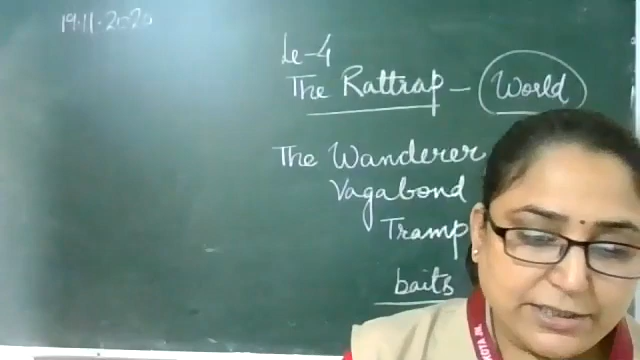 19.11.2020
Le-4
The Rattrap - World
The Wanderer
Vagabond
Tramp
baits